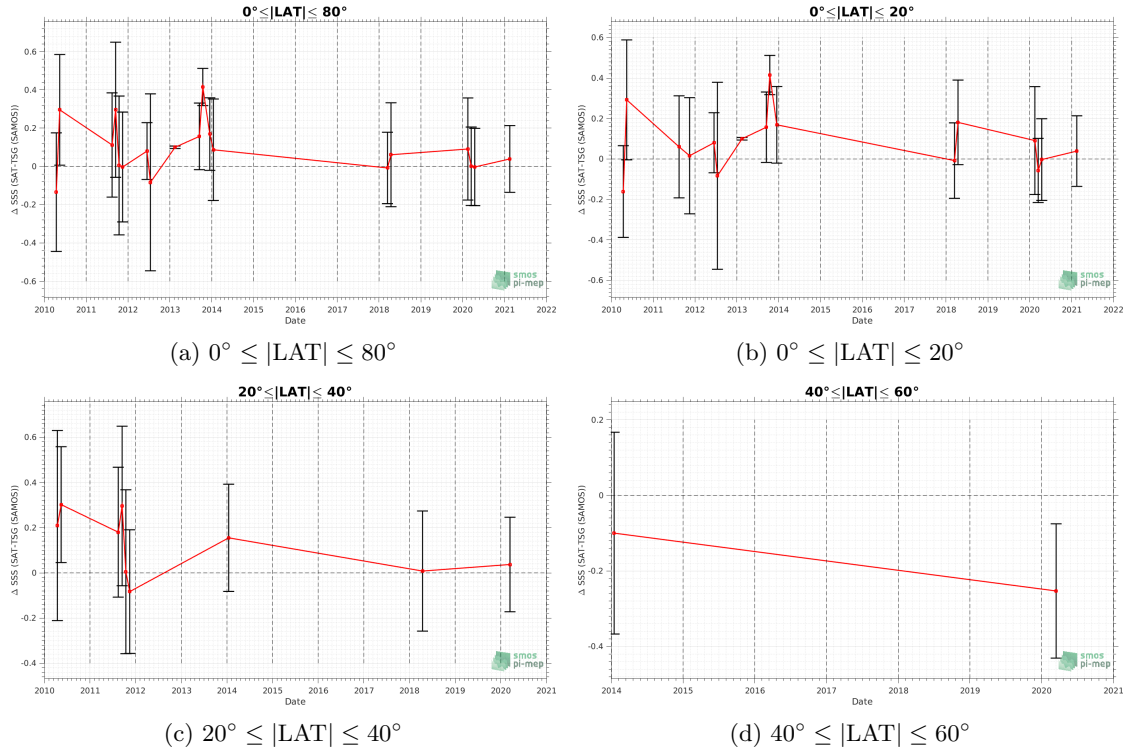 0°≤|LAT|≤ 80°
Δ SSS (SAT-TSG (SAMOS))
0.6
0.4
0.2
0
-0.2
-0.4
-0.6
2010 2011 2012 2013 2014 2015 2016 2017 2018 2019 2020 2021 2022
Date
smos
pi-mep
(a) 0° ≤ |LAT| ≤ 80°
0°≤|LAT|≤ 20°
Δ SSS (SAT-TSG (SAMOS))
0.6
0.4
0.2
0
-0.2
-0.4
-0.6
2010 2011 2012 2013 2014 2015 2016 2017 2018 2019 2020 2021 2022
Date
smos
pi-mep
(b) 0° ≤ |LAT| ≤ 20°
20°≤|LAT|≤ 40°
Δ SSS (SAT-TSG (SAMOS))
0.6
0.4
0.2
0
-0.2
-0.4
2010 2011 2012 2013 2014 2015 2016 2017 2018 2019 2020 2021
Date
smos
pi-mep
(c) 20° ≤ |LAT| ≤ 40°
40°≤|LAT|≤ 60°
Δ SSS (SAT-TSG (SAMOS))
0.2
0
-0.2
-0.4
2014 2015 2016 2017 2018 2019 2020 2021
Date
smos
pi-mep
(d) 40° ≤ |LAT| ≤ 60°